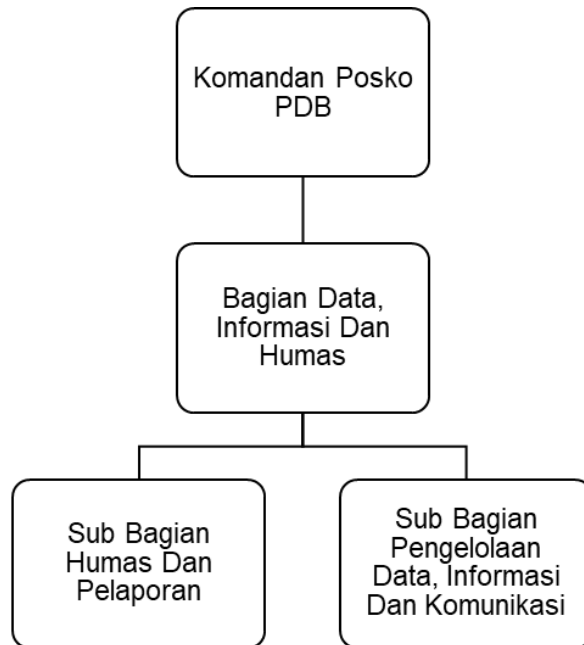 Komandan Posko
PDB
Bagian Data,
Informasi Dan
Humas
Sub Bagian
Humas Dan
Pelaporan
Sub Bagian
Pengelolaan
Data, Informasi
Dan Komunikasi